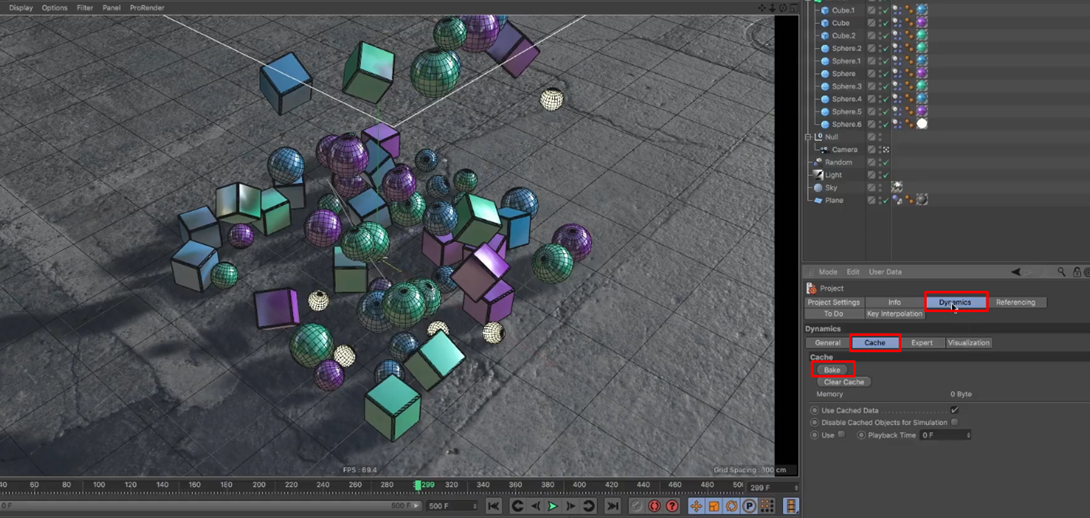 Display Options Filter Panel ProRender
Cube.1
Cube
Cube.2
Sphere.2
Sphere.1
Sphere
Sphere.3
Sphere.4
Sphere.5
Sphere.6
Null
Camera
Random
Light
Sky
Plane
Mode Edit User Data
Project
Project Settings Info Dynamics Referencing
To Do Key Interpolation
Dynamics
General Cache Expert Visualization
Cache
Bake
Clear Cache
Memory 0 Byte
Use Cached Data
Disable Cached Objects for Simulation
Use Playback Time 0 F
FPS : 69.4 Grid Spacing : 500 cm
40 60 80 100 120 140 160 180 200 220 240 260 280 299 320 340 360 380 400 420 440 460 480 50 299 F
0 F 500 F 500 F